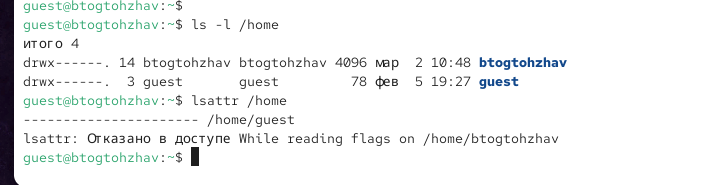 guest@btogtohzhav:~$
guest@btogtohzhav:~$ ls -l /home
итого 4
drwx------. 14 btogtohzhav btogtohzhav 4096 мар  2 10:48 btogtohzhav
drwx------.  3 guest       guest         78 фев  5 19:27 guest
guest@btogtohzhav:~$ lsattr /home
---------------------- /home/guest
lsattr: Отказано в доступе While reading flags on /home/btogtohzhav
guest@btogtohzhav:~$